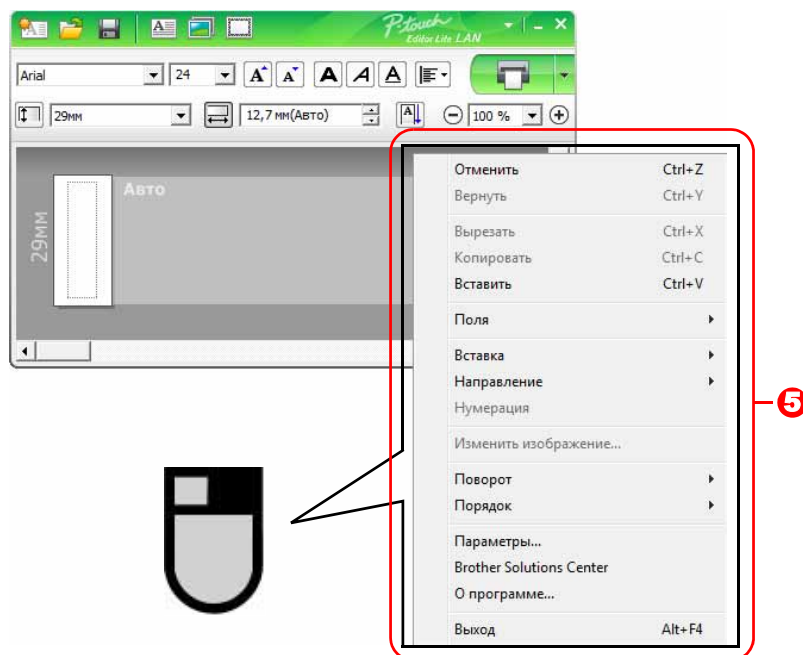 P-touch
Editor Lite LAN
Arial 24 A A A A A
29мм 12,7 мм(Авто) A 100 %
Авто
29мм
Отменить Ctrl+Z
Вернуть Ctrl+Y
Вырезать Ctrl+X
Копировать Ctrl+C
Вставить Ctrl+V
Поля
Вставка
Направление
Нумерация
Изменить изображение...
Поворот
Порядок
Параметры...
Brother Solutions Center
О программе...
Выход Alt+F4
5